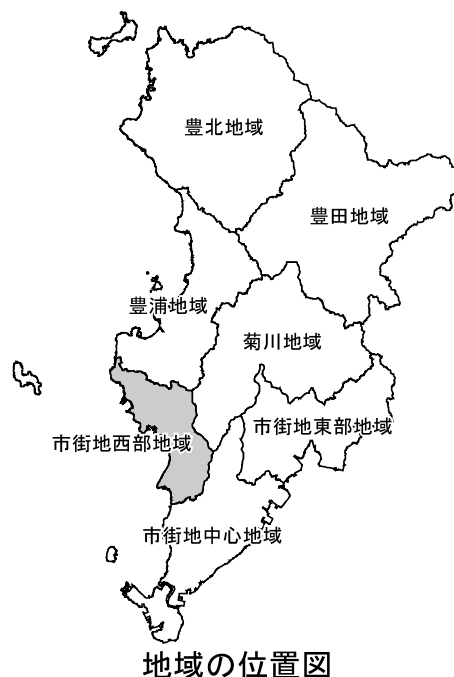 豊北地域
豊田地域
豊浦地域
菊川地域
市街地東部地域
市街地西部地域
市街地中心地域
地域の位置図